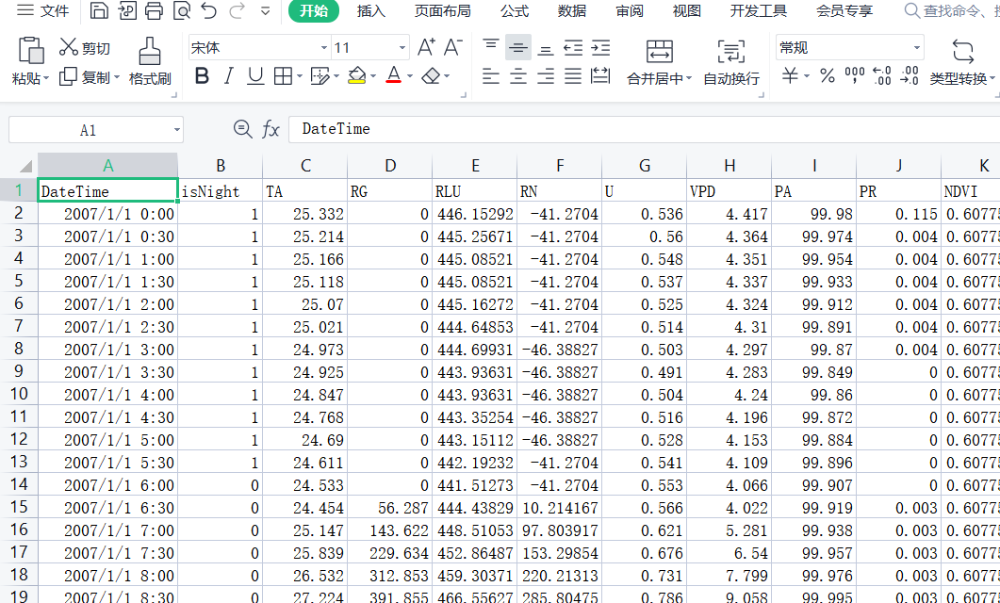 文件 开始 插入 页面布局 公式 数据 审阅 视图 开发工具 会员专享 查找命令、
粘贴 剪切 复制 格式刷 宋体 11 A+ A- 合并居中 自动换行 常规 类型转换
B I U A ¥ % 000 .0 .00 .00 .0
A1 fx DateTime
A B C D E F G H I J K
1 DateTime isNight TA RG RLU RN U VPD PA PR NDVI
2 2007/1/1 0:00 1 25.332 0 446.15292 -41.2704 0.536 4.417 99.98 0.115 0.6077
3 2007/1/1 0:30 1 25.214 0 445.25671 -41.2704 0.56 4.364 99.974 0.004 0.6077
4 2007/1/1 1:00 1 25.166 0 445.08521 -41.2704 0.548 4.351 99.954 0.004 0.6077
5 2007/1/1 1:30 1 25.118 0 445.08521 -41.2704 0.537 4.337 99.933 0.004 0.6077
6 2007/1/1 2:00 1 25.07 0 445.16272 -41.2704 0.525 4.324 99.912 0.004 0.6077
7 2007/1/1 2:30 1 25.021 0 444.64853 -41.2704 0.514 4.31 99.891 0.004 0.6077
8 2007/1/1 3:00 1 24.973 0 444.69931 -46.38827 0.503 4.297 99.87 0.004 0.6077
9 2007/1/1 3:30 1 24.925 0 443.93631 -46.38827 0.491 4.283 99.849 0 0.6077
10 2007/1/1 4:00 1 24.847 0 443.93631 -46.38827 0.504 4.24 99.86 0 0.6077
11 2007/1/1 4:30 1 24.768 0 443.35254 -46.38827 0.516 4.196 99.872 0 0.6077
12 2007/1/1 5:00 1 24.69 0 443.15112 -46.38827 0.528 4.153 99.884 0 0.6077
13 2007/1/1 5:30 1 24.611 0 442.19232 -41.2704 0.541 4.109 99.896 0 0.6077
14 2007/1/1 6:00 0 24.533 0 441.51273 -41.2704 0.553 4.066 99.907 0 0.6077
15 2007/1/1 6:30 0 24.454 56.287 444.43829 10.214167 0.566 4.022 99.919 0.003 0.6077
16 2007/1/1 7:00 0 25.147 143.622 448.51053 97.803917 0.621 5.281 99.938 0.003 0.6077
17 2007/1/1 7:30 0 25.839 229.634 452.86487 153.29854 0.676 6.54 99.957 0.003 0.6077
18 2007/1/1 8:00 0 26.532 312.853 459.30371 220.21313 0.731 7.799 99.976 0.003 0.6077
19 2007/1/1 8:30 0 27.224 391.855 466.55627 285.80475 0.786 9.058 99.995 0.003 0.6077